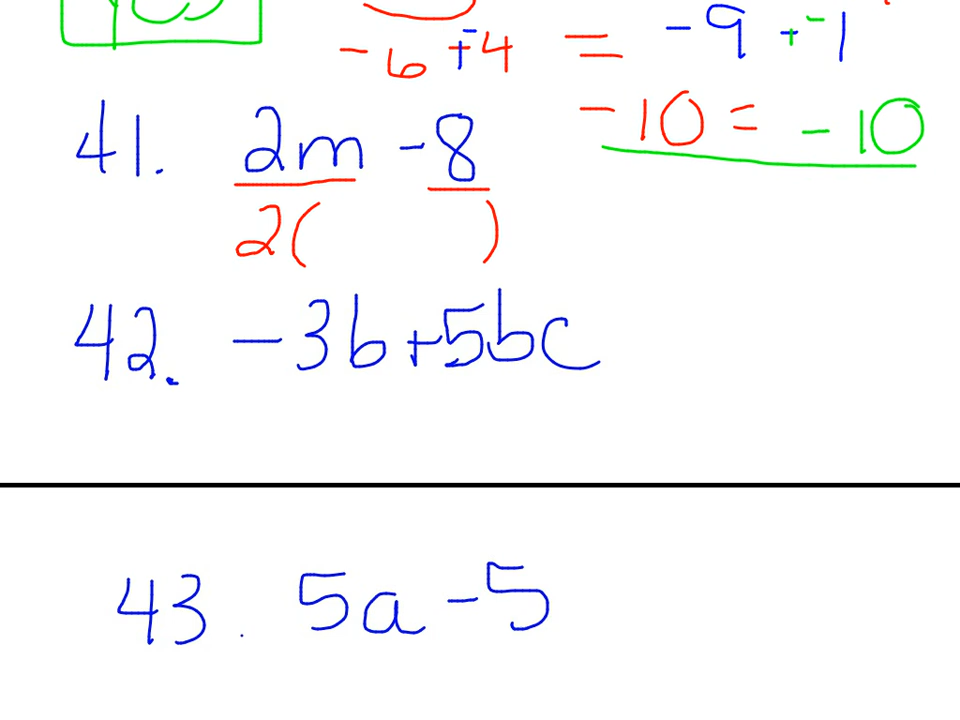 -6 + -4 = -9 + -1
-10 = -10
41. 2m - 8
2( )
42. -3b+5bc
43. 5a-5